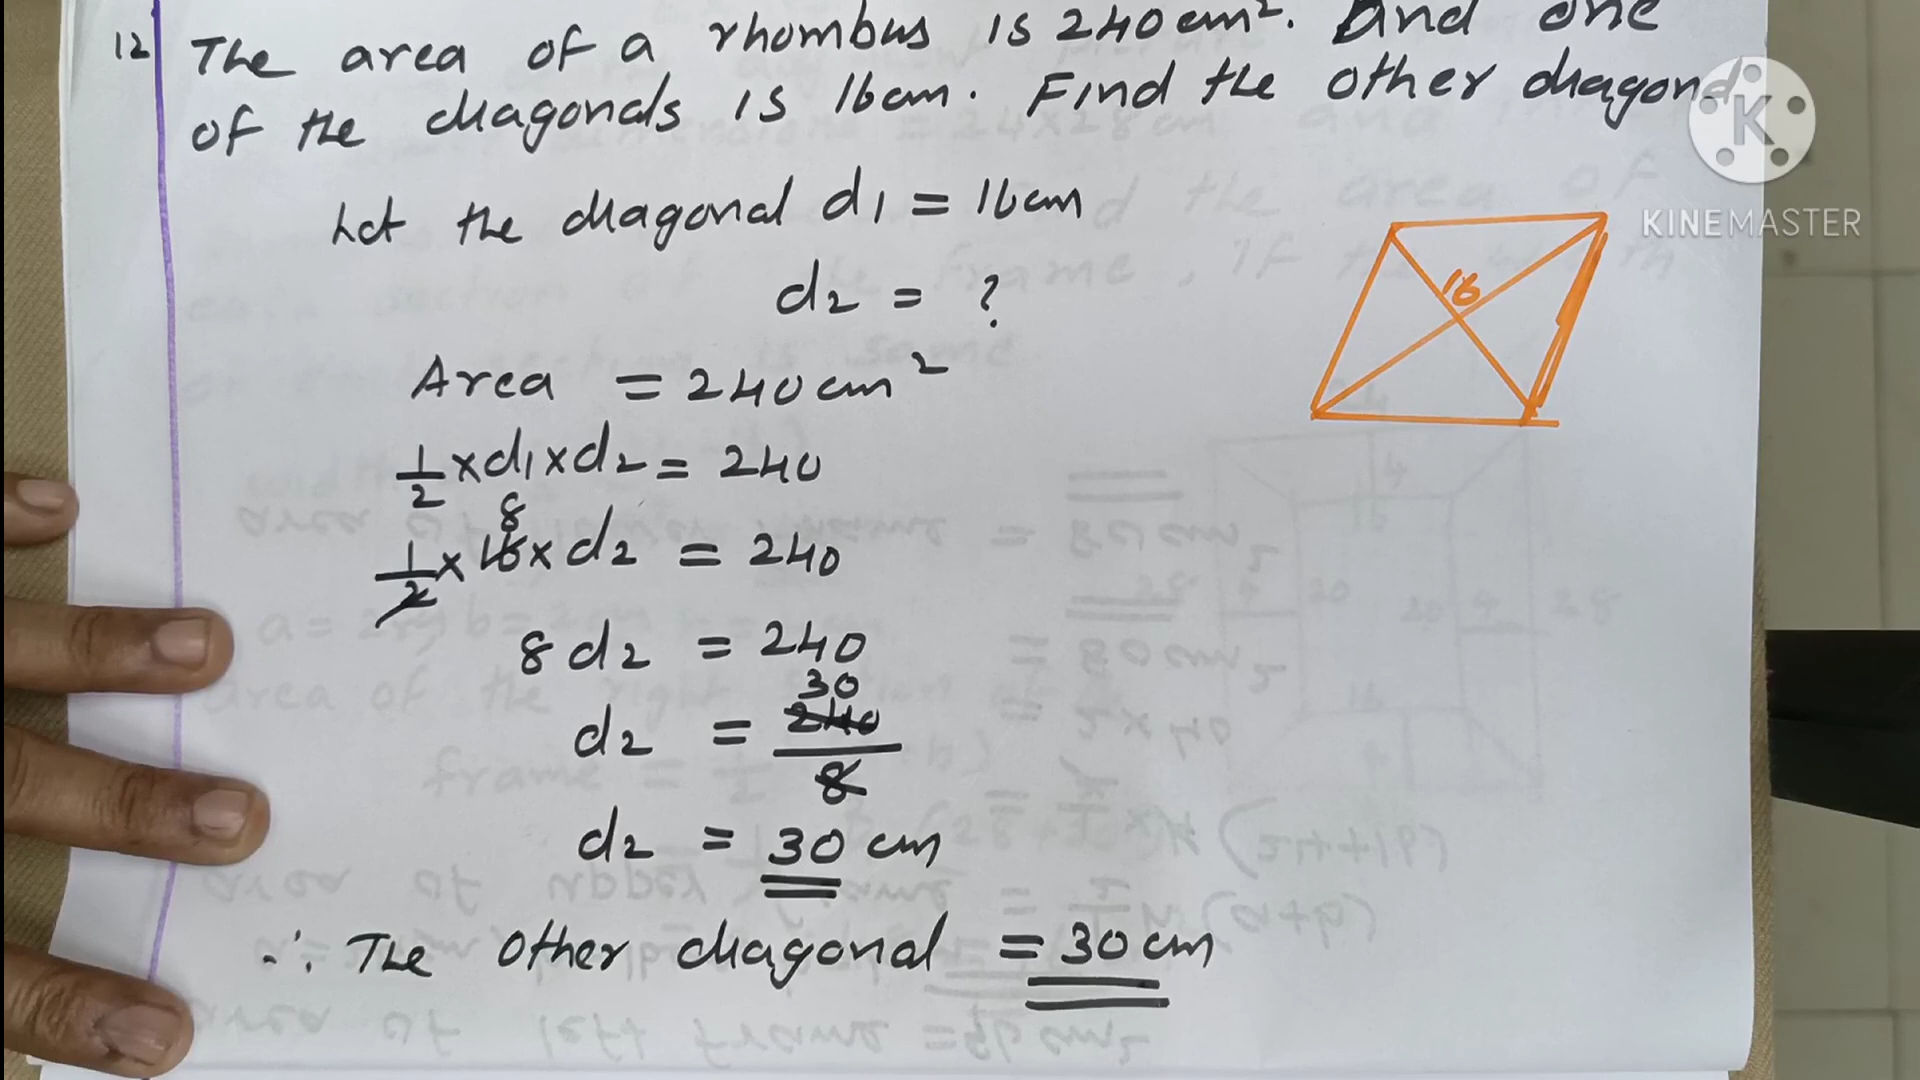 12 The area of a rhombus is 240cm². And one
of the diagonals is 16cm. Find the other diagonal
Let the diagonal d1 = 16cm
d2 = ?
Area = 240cm²
1/2 × d1 × d2 = 240
8
1/2 × 16 × d2 = 240
8 d2 = 240
30
d2 = 240/8
d2 = 30 cm
∴ The other diagonal = 30cm
16
K
KINEMASTER